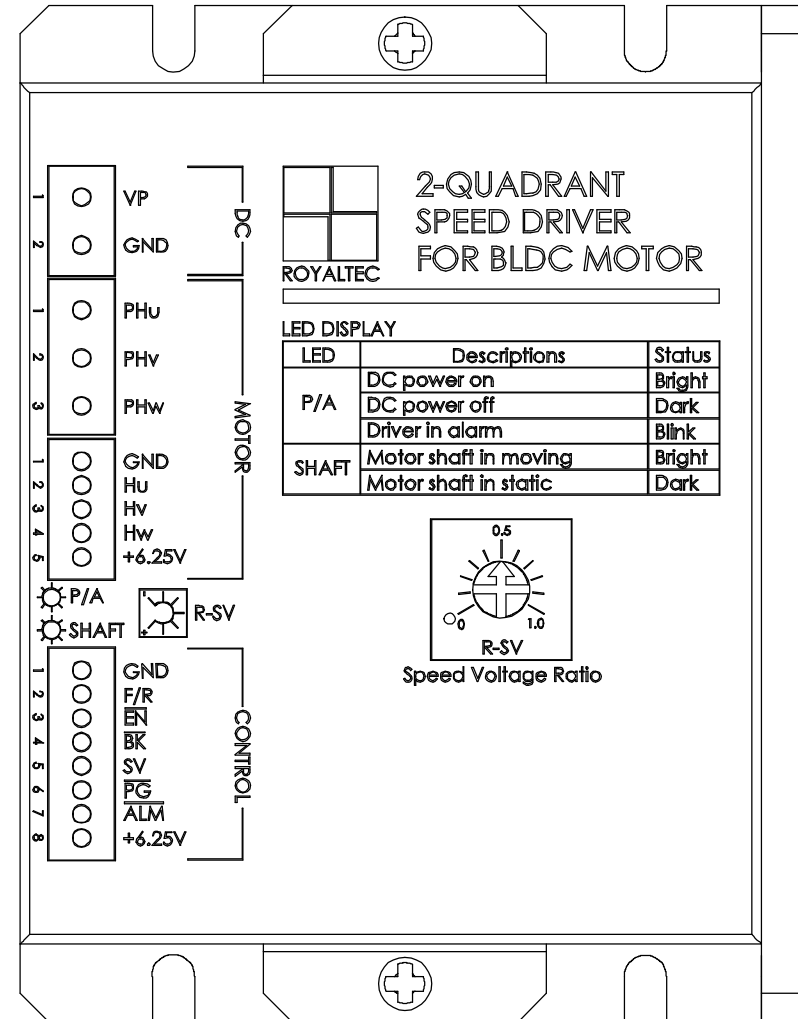 2-QUADRANT
SPEED DRIVER
FOR BLDC MOTOR
ROYALTEC
1 VP
2 GND
DC
1 PHu
2 PHv
3 PHw
1 GND
2 Hu
3 Hv
4 Hw
5 +6.25V
MOTOR
P/A
SHAFT
- +
R-SV
1 GND
2 F/R
3 E̅N̅
4 B̅K̅
5 SV
6 P̅G̅
7 A̅L̅M̅
8 +6.25V
CONTROL
LED DISPLAY
LED Descriptions Status
P/A DC power on Bright
DC power off Dark
Driver in alarm Blink
SHAFT Motor shaft in moving Bright
Motor shaft in static Dark
0.5
0 1.0
R-SV
Speed Voltage Ratio